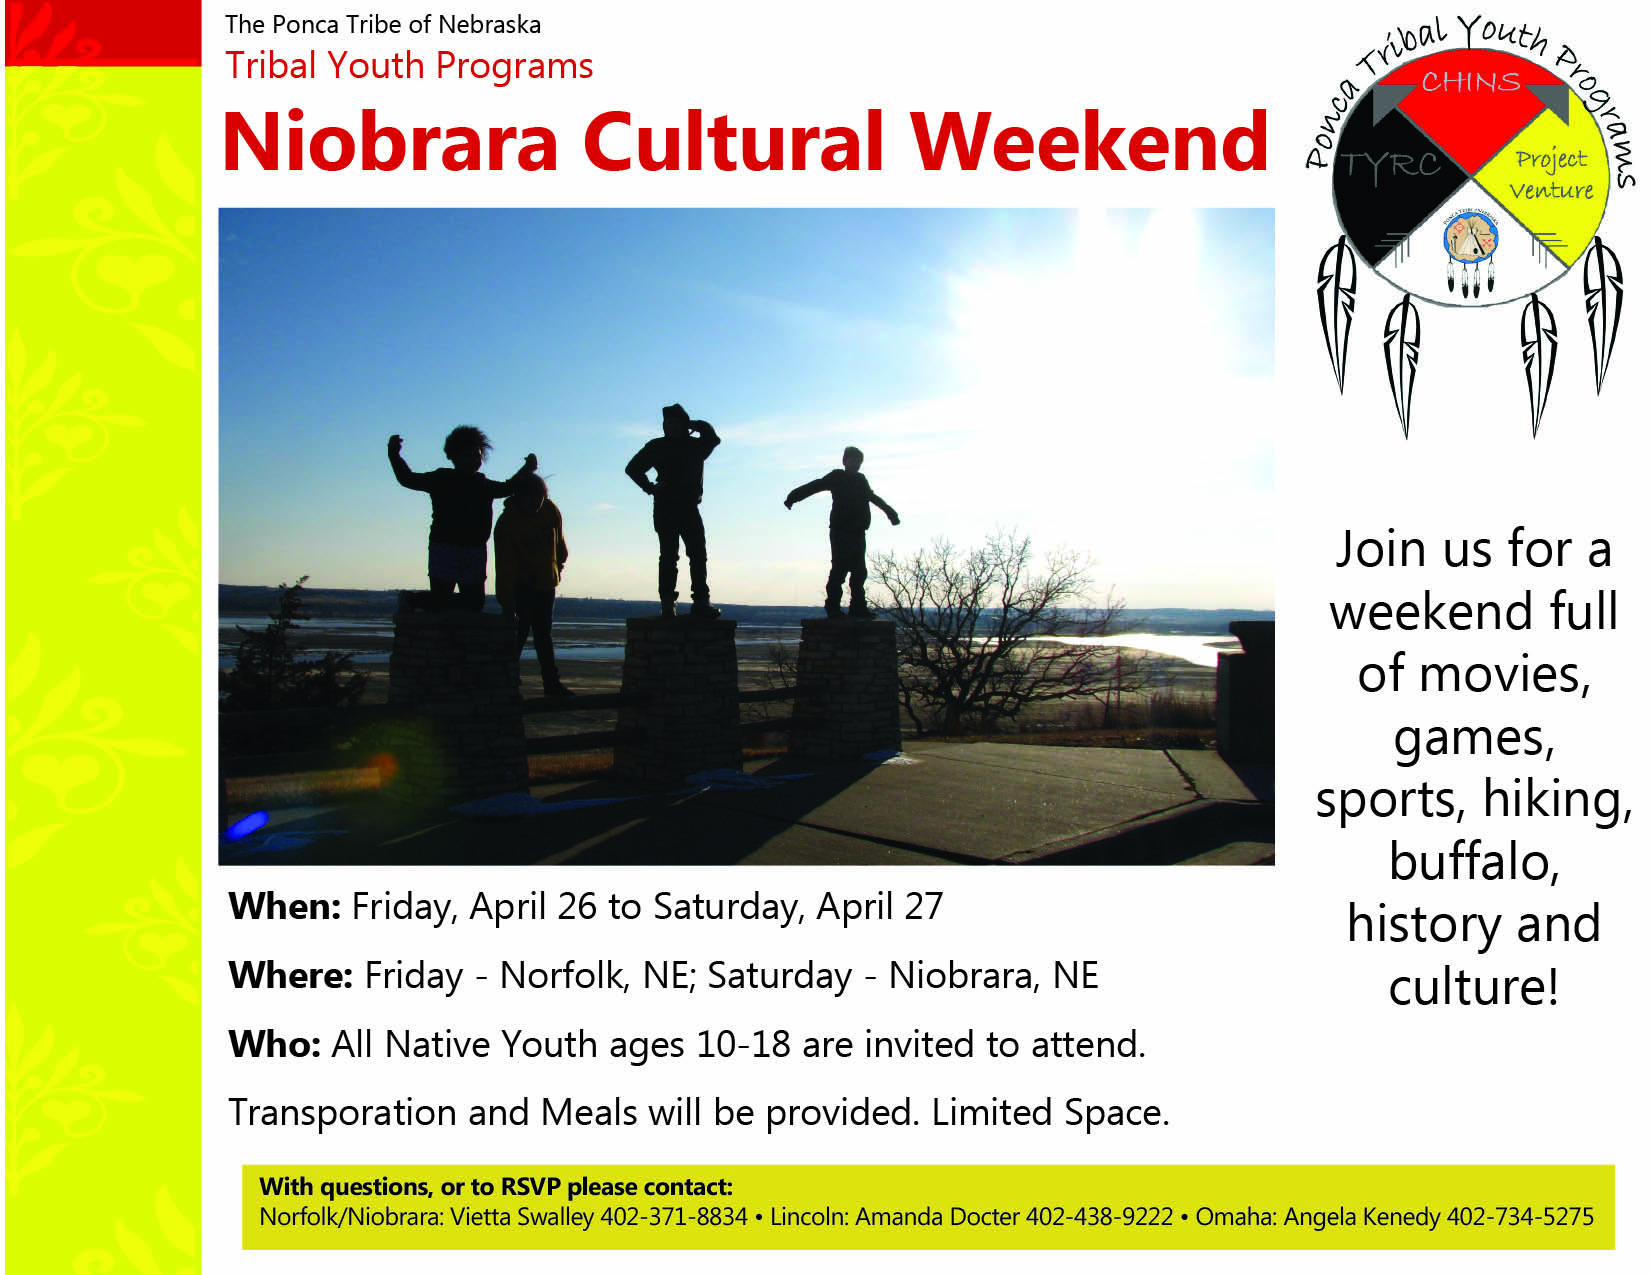 The Ponca Tribe of Nebraska
Tribal Youth Programs
Niobrara Cultural Weekend
Ponca Tribal Youth Programs
CHINS
TYRC
Project
Venture
Join us for a
weekend full
of movies,
games,
sports, hiking,
buffalo,
history and
culture!
When: Friday, April 26 to Saturday, April 27
Where: Friday - Norfolk, NE; Saturday - Niobrara, NE
Who: All Native Youth ages 10-18 are invited to attend.
Transporation and Meals will be provided. Limited Space.
With questions, or to RSVP please contact:
Norfolk/Niobrara: Vietta Swalley 402-371-8834 • Lincoln: Amanda Docter 402-438-9222 • Omaha: Angela Kenedy 402-734-5275